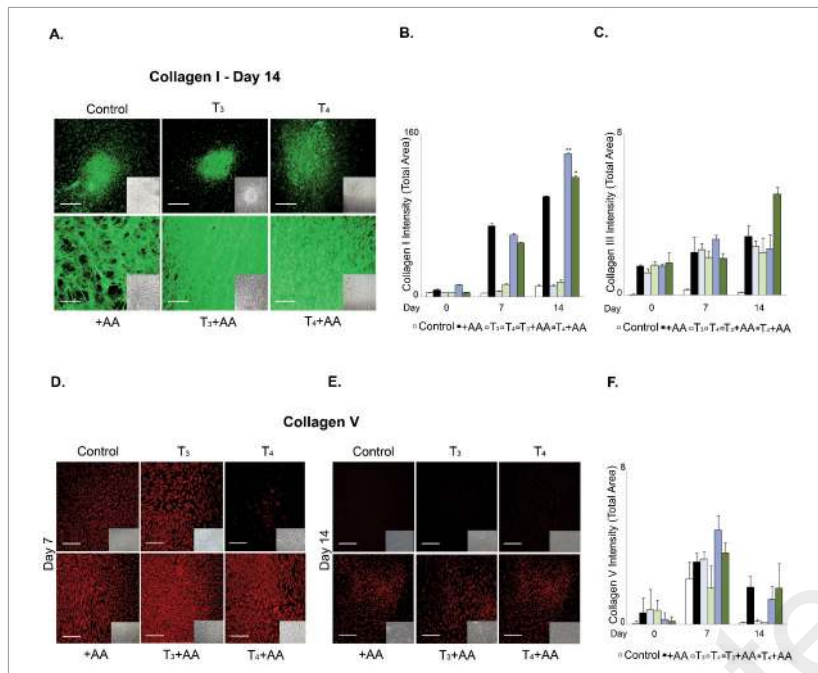 A.
Collagen I - Day 14
Control T₃ T₄
+AA T₃+AA T₄+AA
B.
160
Collagen I Intensity (Total Area)
** *
0
Day 0 7 14
Control +AA T₃ T₄ T₃+AA T₄+AA
C.
Collagen III Intensity (Total Area)
0
Day 0 7 14
Control +AA T₃ T₄ T₃+AA T₄+AA
D.
E.
Collagen V
Control T₃ T₄ Control T₃ T₄
Day 7
Day 14
+AA T₃+AA T₄+AA +AA T₃+AA T₄+AA
F.
8
Collagen V Intensity (Total Area)
0
Day 0 7 14
Control +AA T₃ T₄ T₃+AA T₄+AA